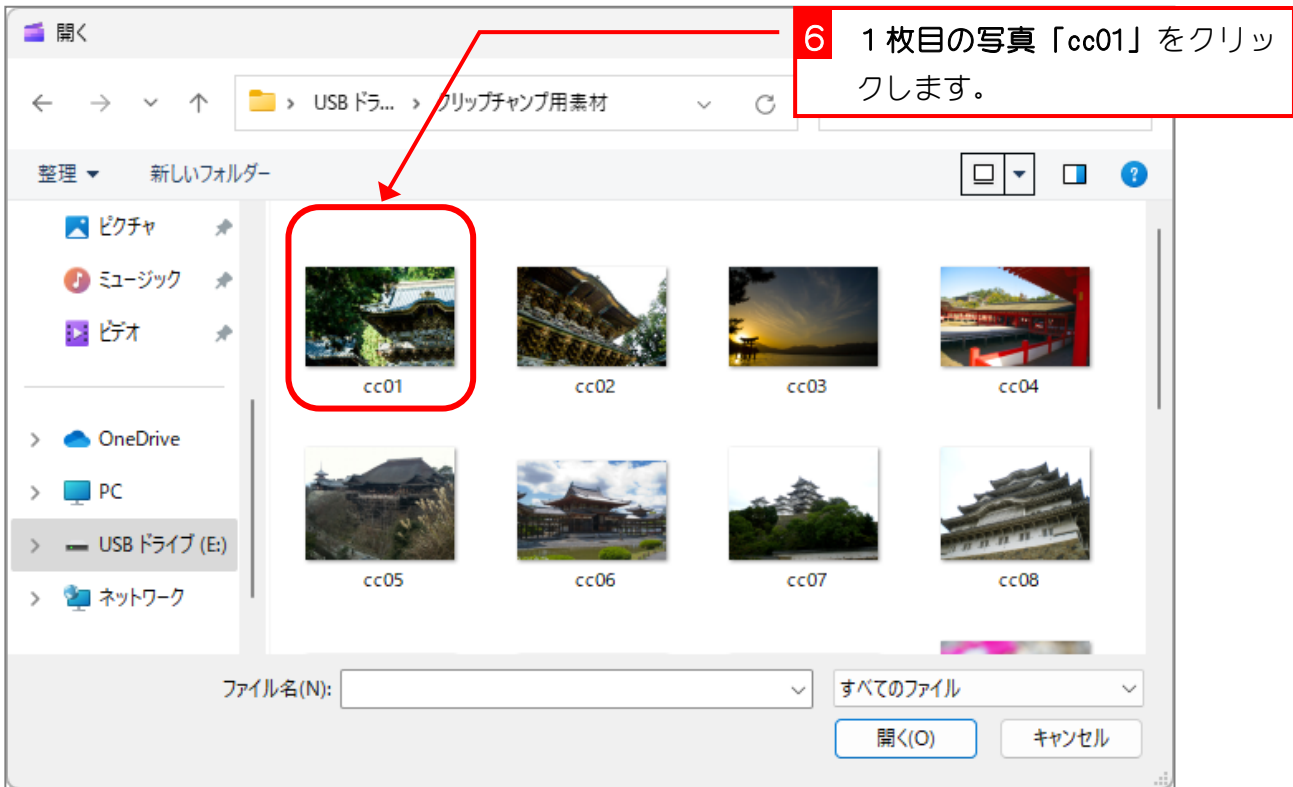 開く
6 1枚目の写真「cc01」をクリッ
クします。
USB ドラ... › クリップチャンプ用素材
整理 新しいフォルダー
ピクチャ
ミュージック
ビデオ
cc01 cc02 cc03 cc04
OneDrive
PC
USB ドライブ (E:)
ネットワーク
cc05 cc06 cc07 cc08
ファイル名(N): すべてのファイル
開く(O) キャンセル